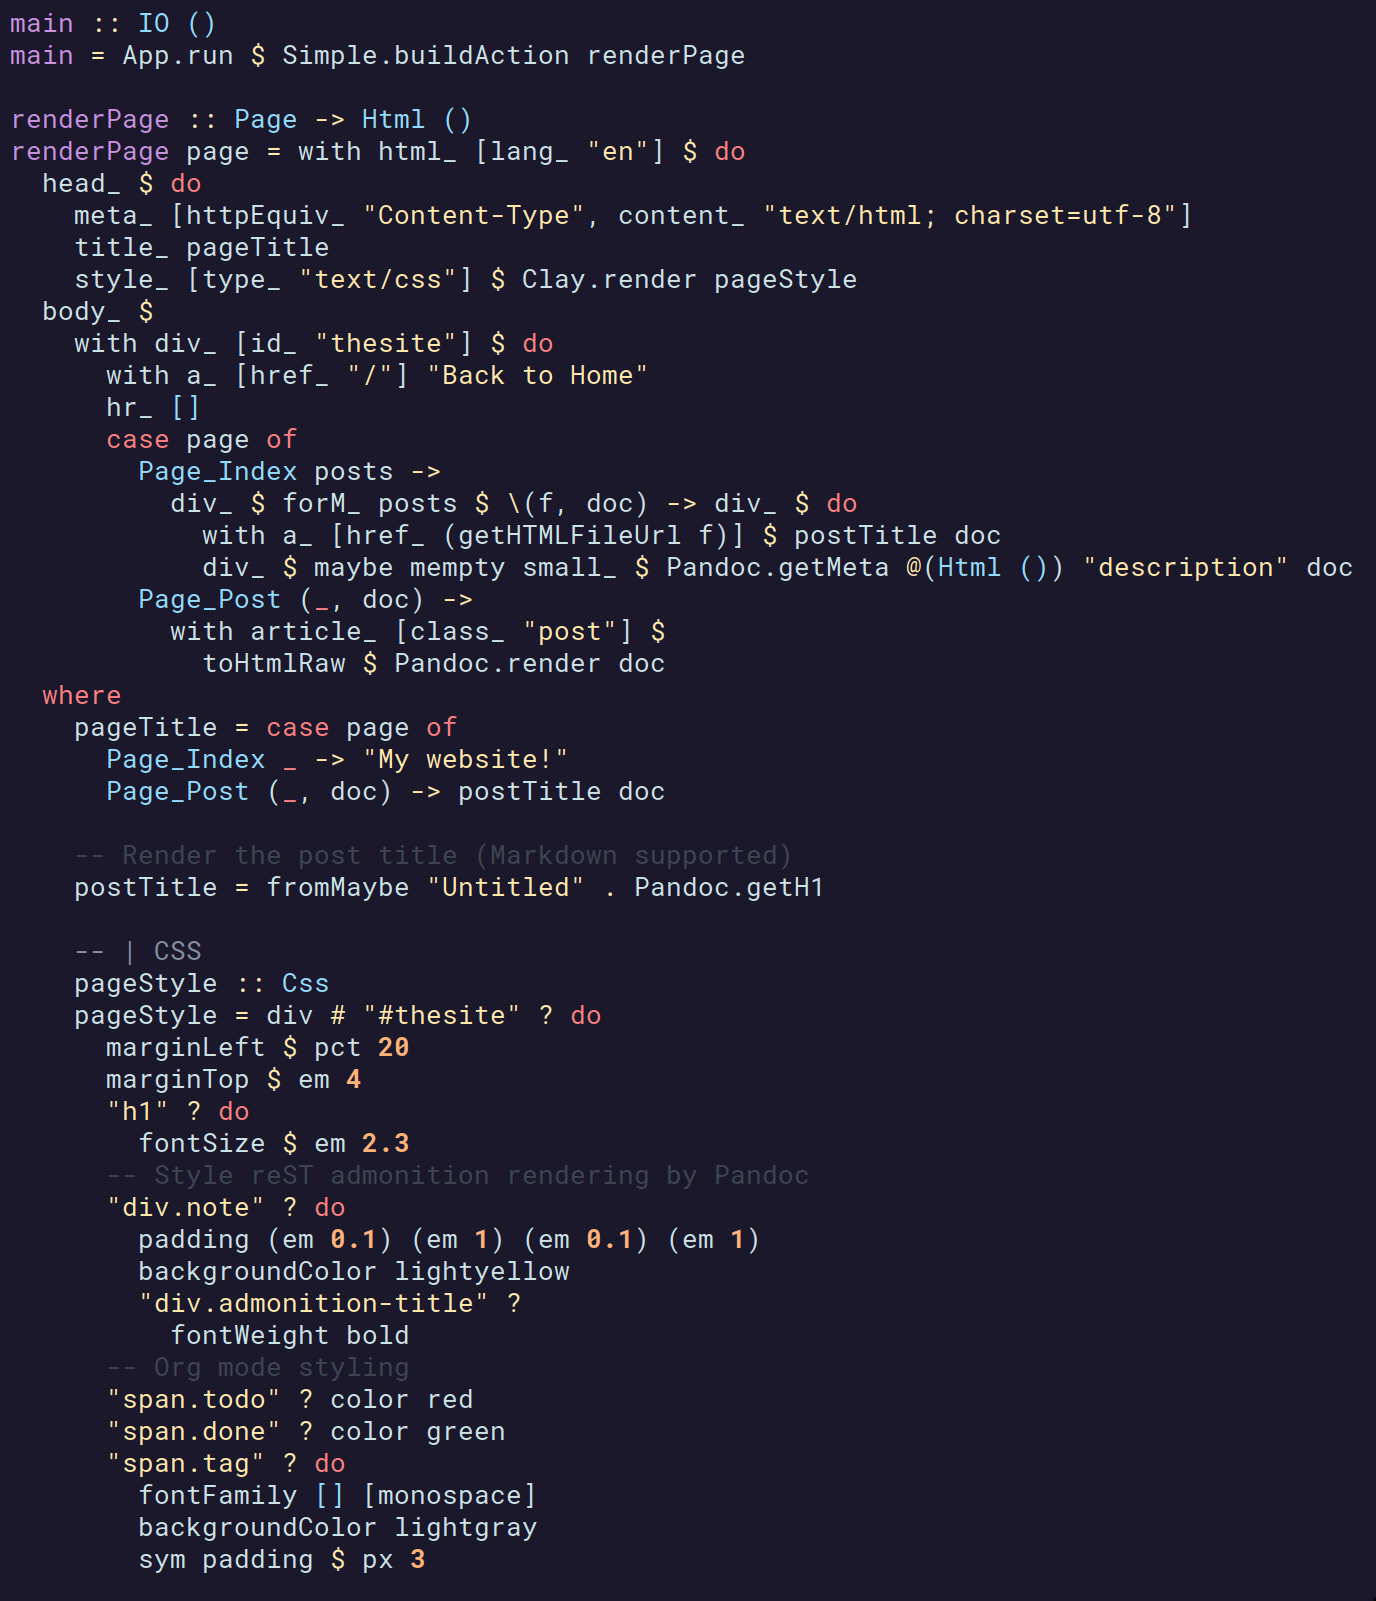 main :: IO ()
main = App.run $ Simple.buildAction renderPage

renderPage :: Page -> Html ()
renderPage page = with html_ [lang_ "en"] $ do
  head_ $ do
    meta_ [httpEquiv_ "Content-Type", content_ "text/html; charset=utf-8"]
    title_ pageTitle
    style_ [type_ "text/css"] $ Clay.render pageStyle
  body_ $
    with div_ [id_ "thesite"] $ do
      with a_ [href_ "/"] "Back to Home"
      hr_ []
      case page of
        Page_Index posts ->
          div_ $ forM_ posts $ \(f, doc) -> div_ $ do
            with a_ [href_ (getHTMLFileUrl f)] $ postTitle doc
            div_ $ maybe mempty small_ $ Pandoc.getMeta @(Html ()) "description" doc
        Page_Post (_, doc) ->
          with article_ [class_ "post"] $
            toHtmlRaw $ Pandoc.render doc
  where
    pageTitle = case page of
      Page_Index _ -> "My website!"
      Page_Post (_, doc) -> postTitle doc

    -- Render the post title (Markdown supported)
    postTitle = fromMaybe "Untitled" . Pandoc.getH1

    -- | CSS
    pageStyle :: Css
    pageStyle = div # "#thesite" ? do
      marginLeft $ pct 20
      marginTop $ em 4
      "h1" ? do
        fontSize $ em 2.3
      -- Style reST admonition rendering by Pandoc
      "div.note" ? do
        padding (em 0.1) (em 1) (em 0.1) (em 1)
        backgroundColor lightyellow
        "div.admonition-title" ?
          fontWeight bold
      -- Org mode styling
      "span.todo" ? color red
      "span.done" ? color green
      "span.tag" ? do
        fontFamily [] [monospace]
        backgroundColor lightgray
        sym padding $ px 3